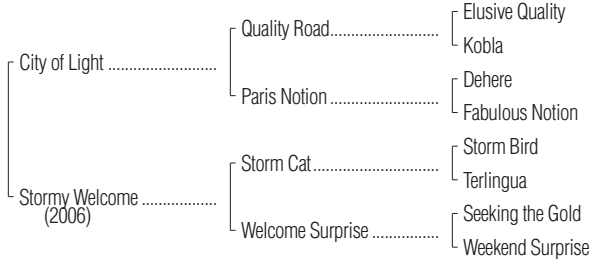 Elusive Quality
Quality Road
Kobla
City of Light
Dehere
Paris Notion
Fabulous Notion
Storm Bird
Storm Cat
Terlingua
Stormy Welcome
(2006)
Seeking the Gold
Welcome Surprise
Weekend Surprise